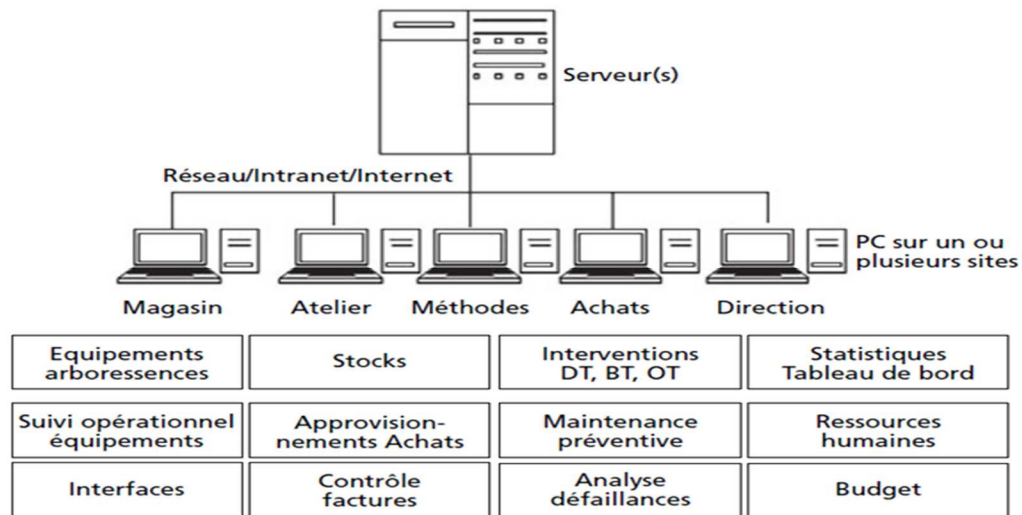 Serveur(s)
Réseau/Intranet/Internet
PC sur un ou
plusieurs sites
Magasin
Atelier
Méthodes
Achats
Direction
Equipements
arboressences
Stocks
Interventions
DT, BT, OT
Statistiques
Tableau de bord
Suivi opérationnel
équipements
Approvision-
nements Achats
Maintenance
préventive
Ressources
humaines
Interfaces
Contrôle
factures
Analyse
défaillances
Budget